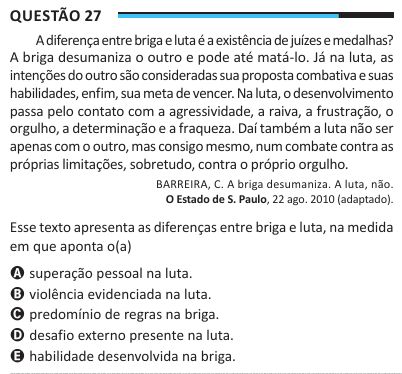 QUESTÃO 27
A diferença entre briga e luta é a existência de juízes e medalhas?
A briga desumaniza o outro e pode até matá-lo. Já na luta, as
intenções do outro são consideradas sua proposta combativa e suas
habilidades, enfim, sua meta de vencer. Na luta, o desenvolvimento
passa pelo contato com a agressividade, a raiva, a frustração, o
orgulho, a determinação e a fraqueza. Daí também a luta não ser
apenas com o outro, mas consigo mesmo, num combate contra as
próprias limitações, sobretudo, contra o próprio orgulho.
BARREIRA, C. A briga desumaniza. A luta, não.
O Estado de S. Paulo, 22 ago. 2010 (adaptado).
Esse texto apresenta as diferenças entre briga e luta, na medida
em que aponta o(a)
A superação pessoal na luta.
B violência evidenciada na luta.
C predomínio de regras na briga.
D desafio externo presente na luta.
E habilidade desenvolvida na briga.